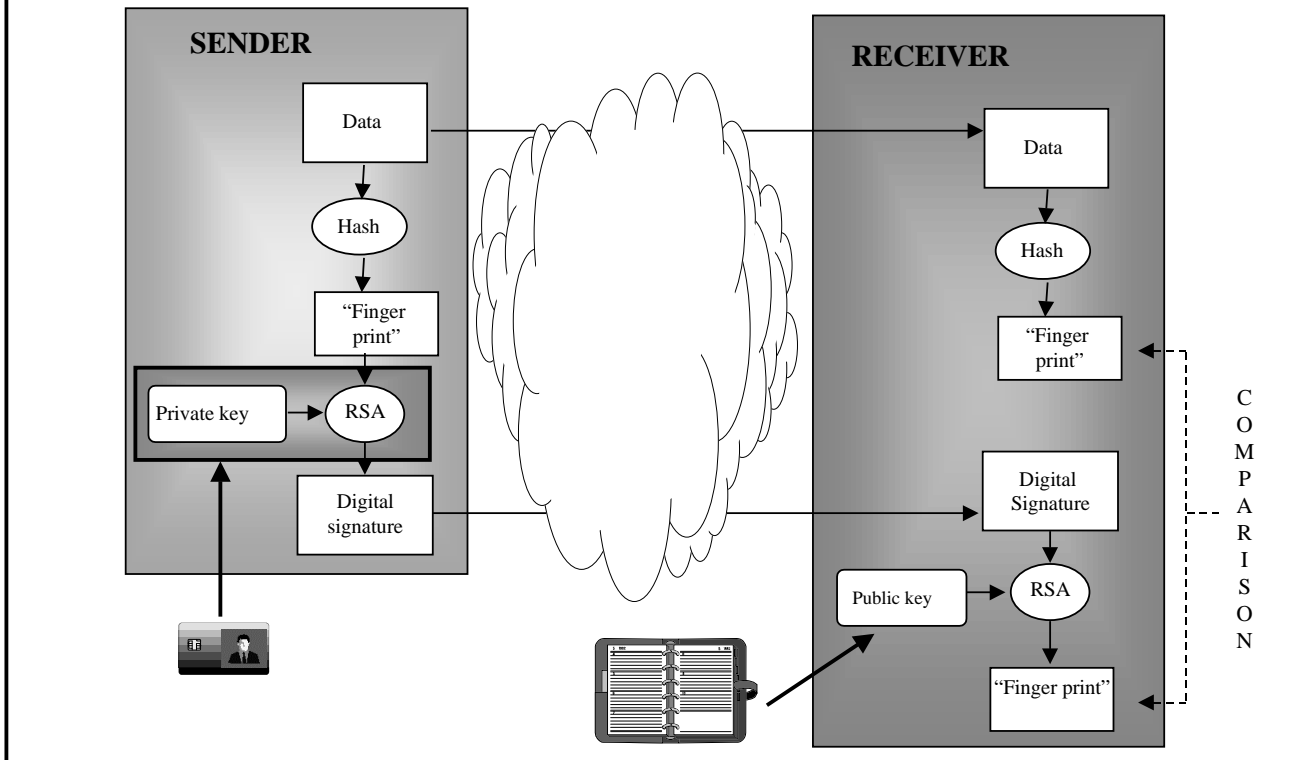 SENDER
Data
Hash
“Finger
print”
Private key
RSA
Digital
signature
RECEIVER
Data
Hash
“Finger
print”
Digital
Signature
Public key
RSA
“Finger print”
C
O
M
P
A
R
I
S
O
N